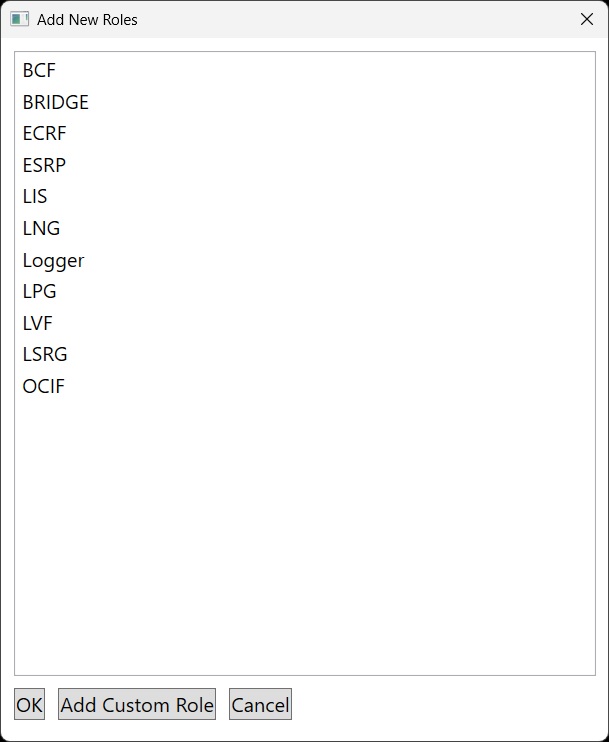 Add New Roles
BCF
BRIDGE
ECRF
ESRP
LIS
LNG
Logger
LPG
LVF
LSRG
OCIF
OK Add Custom Role Cancel